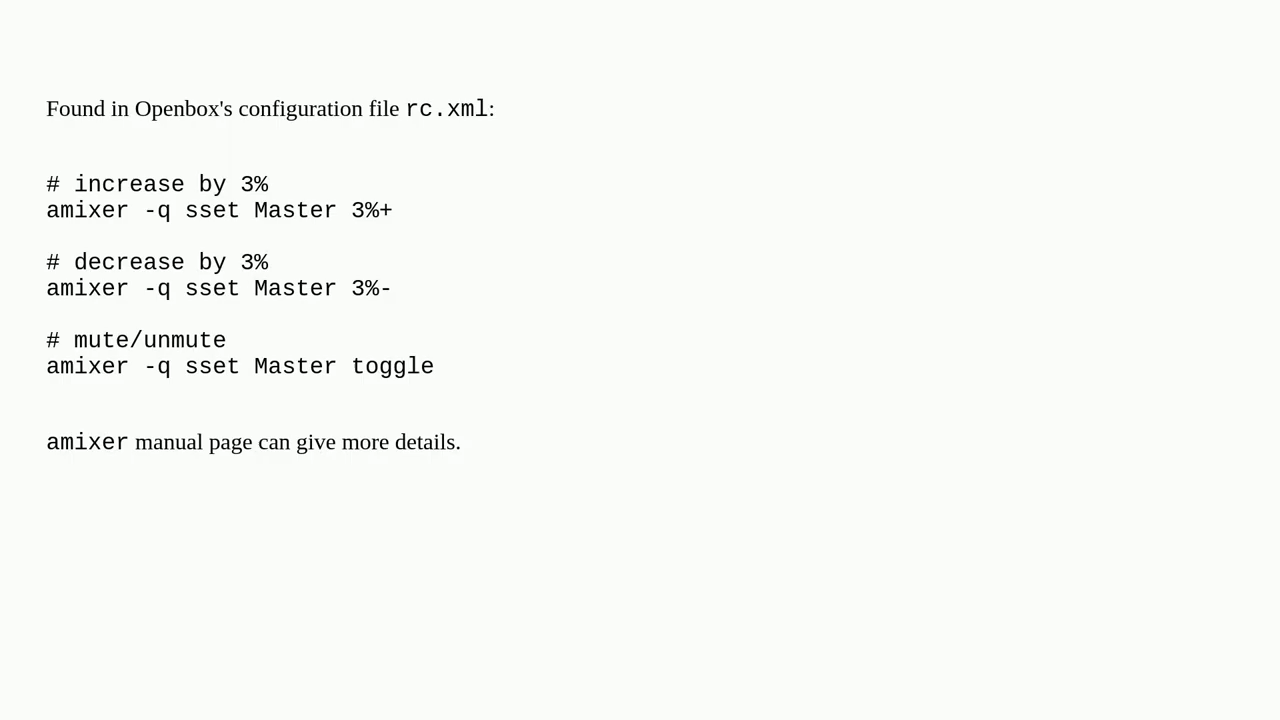 Found in Openbox's configuration file rc.xml:
# increase by 3%
amixer -q sset Master 3%+
# decrease by 3%
amixer -q sset Master 3%-
# mute/unmute
amixer -q sset Master toggle
amixer manual page can give more details.